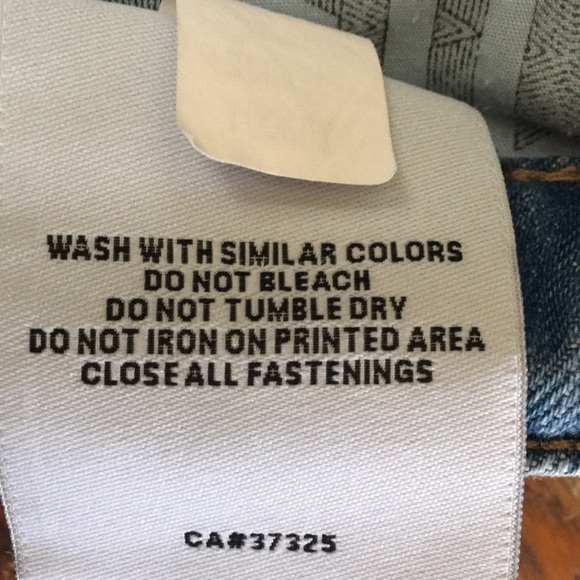 WASH WITH SIMILAR COLORS
DO NOT BLEACH
DO NOT TUMBLE DRY
DO NOT IRON ON PRINTED AREA
CLOSE ALL FASTENINGS
CA#37325